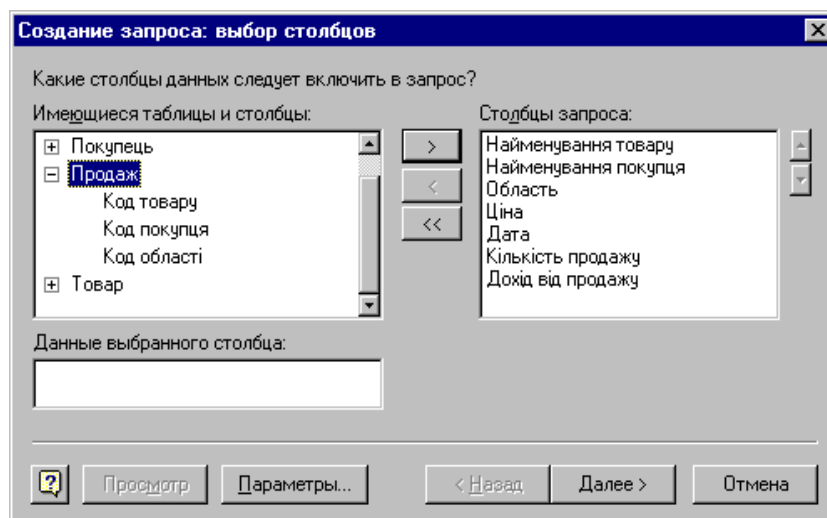 Создание запроса: выбор столбцов
Какие столбцы данных следует включить в запрос?
Имеющиеся таблицы и столбцы:
Покупець
Продаж
Код товару
Код покупця
Код області
Товар
>
<
<<
Столбцы запроса:
Найменування товару
Найменування покупця
Область
Ціна
Дата
Кількість продажу
Дохід від продажу
Данные выбранного столбца:
Просмотр
Параметры...
< Назад
Далее >
Отмена